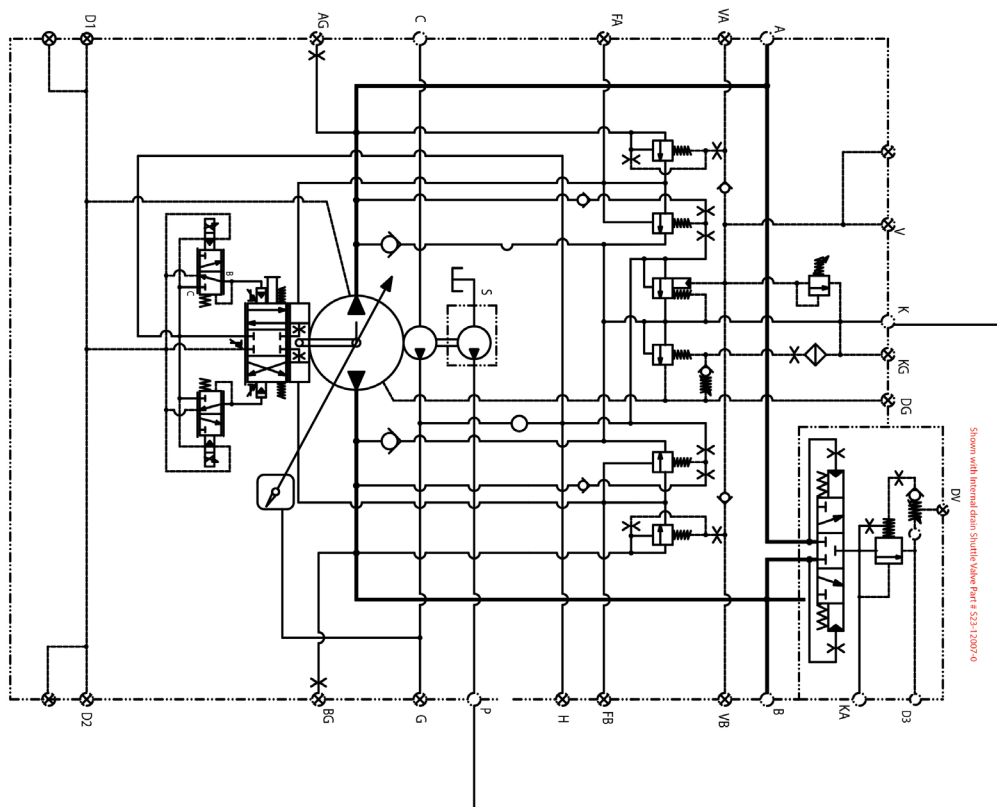 D1
AG
C
FA
VA
A
V
K
KG
DG
DV
S
B
C
Shown with Internal drain Shuttle Valve Part # S23-12007-0
D2
BG
G
P
H
FB
VB
B
KA
D3